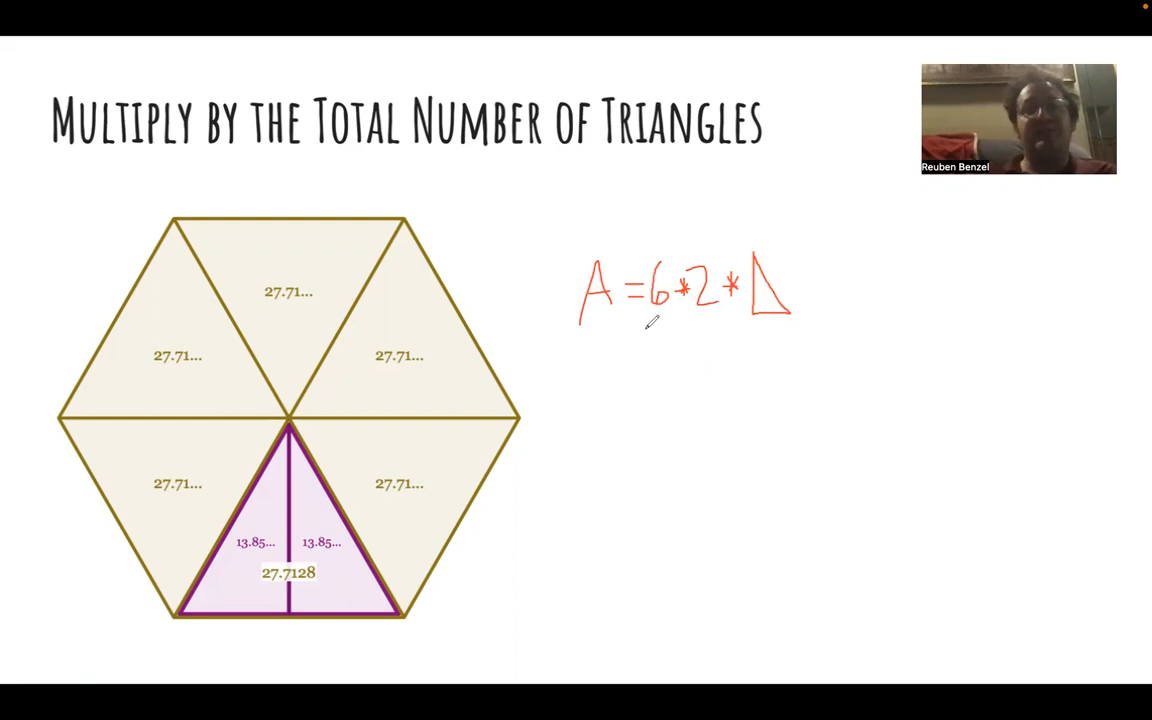 MULTIPLY BY THE TOTAL NUMBER OF TRIANGLES
Reuben Benzel
27.71...
A = 6 * 2 *
27.71...
27.71...
27.71...
27.71...
13.85...
13.85...
27.7128